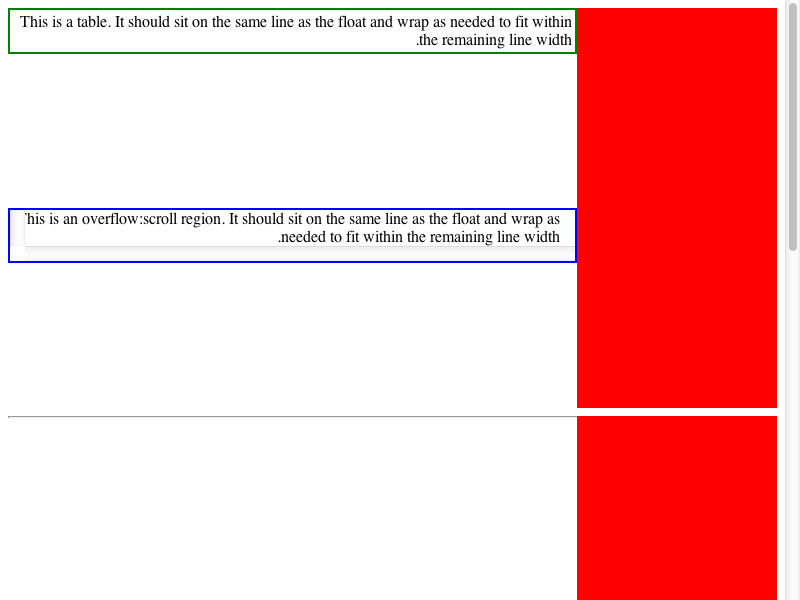 This is a table. It should sit on the same line as the float and wrap as needed to fit within
.the remaining line width
his is an overflow:scroll region. It should sit on the same line as the float and wrap as
.needed to fit within the remaining line width